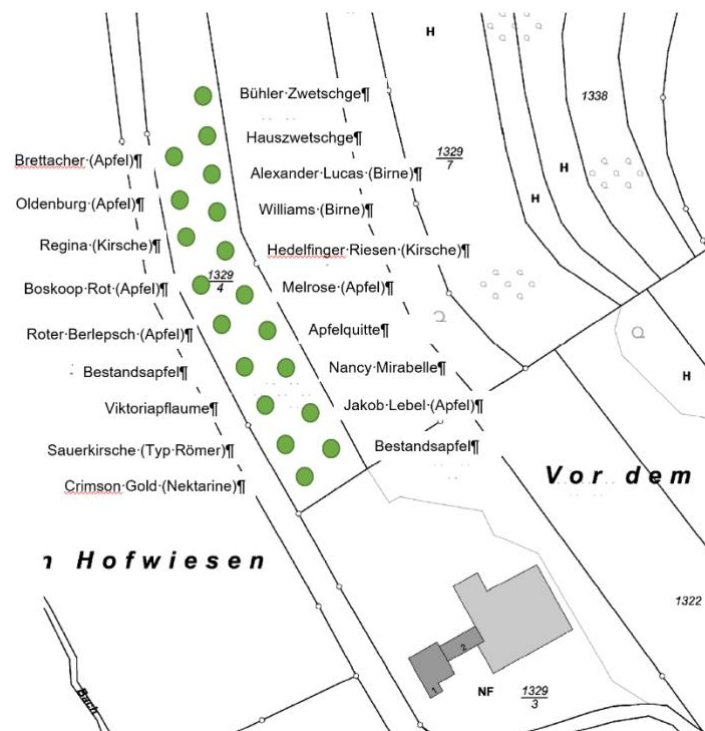 H
1338
Bühler·Zwetschge¶
Hauszwetschge¶
1329
7
Brettacher·(Apfel)¶
Alexander·Lucas·(Birne)¶
H
Oldenburg·(Apfel)¶
Williams·(Birne)¶
H
Regina·(Kirsche)¶
Hedelfinger·Riesen·(Kirsche)¶
1329
4
Boskoop·Rot·(Apfel)¶
Melrose·(Apfel)¶
Roter·Berlepsch·(Apfel)¶
Apfelquitte¶
Bestandsapfel¶
Nancy·Mirabelle¶
H
Viktoriapflaume¶
Jakob·Lebel·(Apfel)¶
Sauerkirsche·(Typ·Römer)¶
Bestandsapfel¶
Crimson·Gold·(Nektarine)¶
Vor dem
n Hofwiesen
1322
2
1
NF
1329
3
Bach